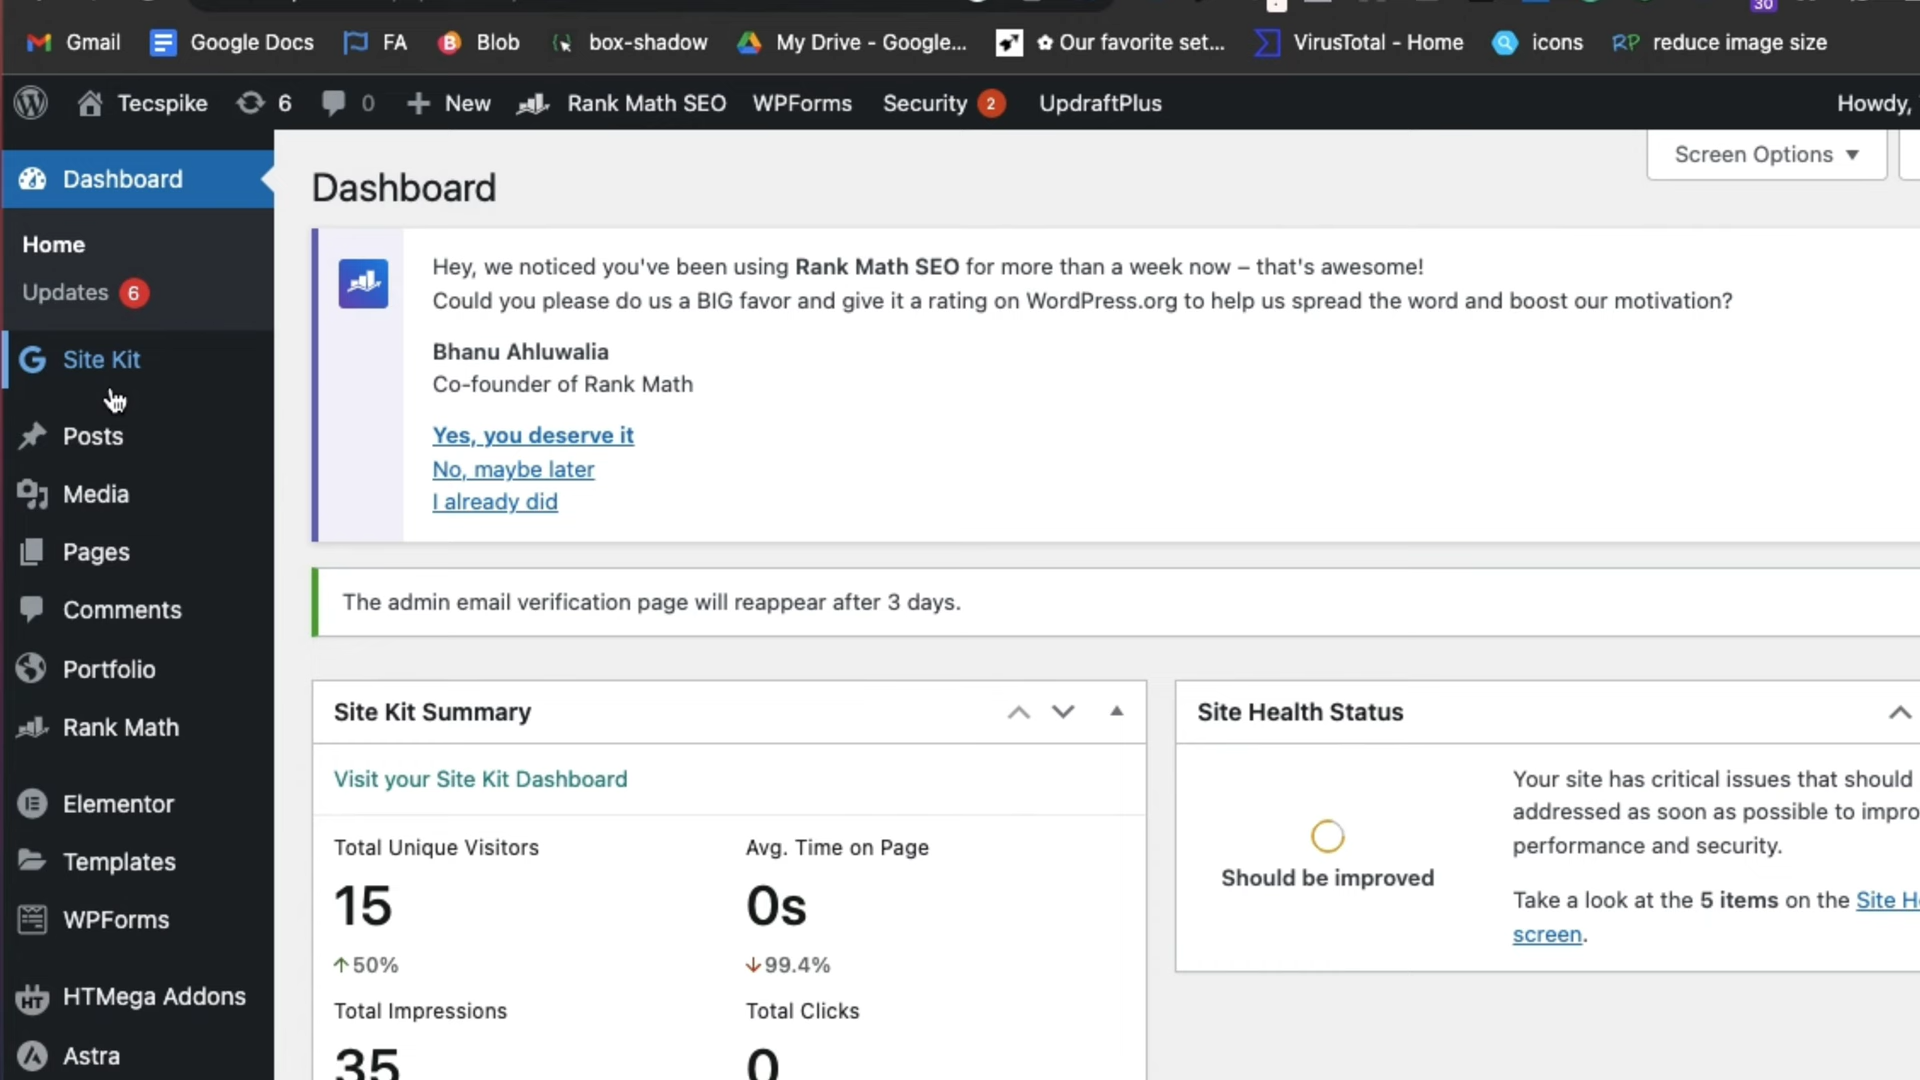 30
Gmail Google Docs FA Blob box-shadow My Drive - Google... ✿ Our favorite set... VirusTotal - Home icons reduce image size
Tecspike 6 0 + New Rank Math SEO WPForms Security 2 UpdraftPlus Howdy,
Dashboard
Home
Updates 6
Site Kit
Posts
Media
Pages
Comments
Portfolio
Rank Math
Elementor
Templates
WPForms
HTMega Addons
Astra
Screen Options ▼
Dashboard
Hey, we noticed you've been using Rank Math SEO for more than a week now – that's awesome!
Could you please do us a BIG favor and give it a rating on WordPress.org to help us spread the word and boost our motivation?
Bhanu Ahluwalia
Co-founder of Rank Math
Yes, you deserve it
No, maybe later
I already did
The admin email verification page will reappear after 3 days.
Site Kit Summary
Visit your Site Kit Dashboard
Total Unique Visitors Avg. Time on Page
15 0s
↑50% ↓99.4%
Total Impressions Total Clicks
35 0
Site Health Status
Should be improved
Your site has critical issues that should
addressed as soon as possible to impro
performance and security.
Take a look at the 5 items on the Site He
screen.